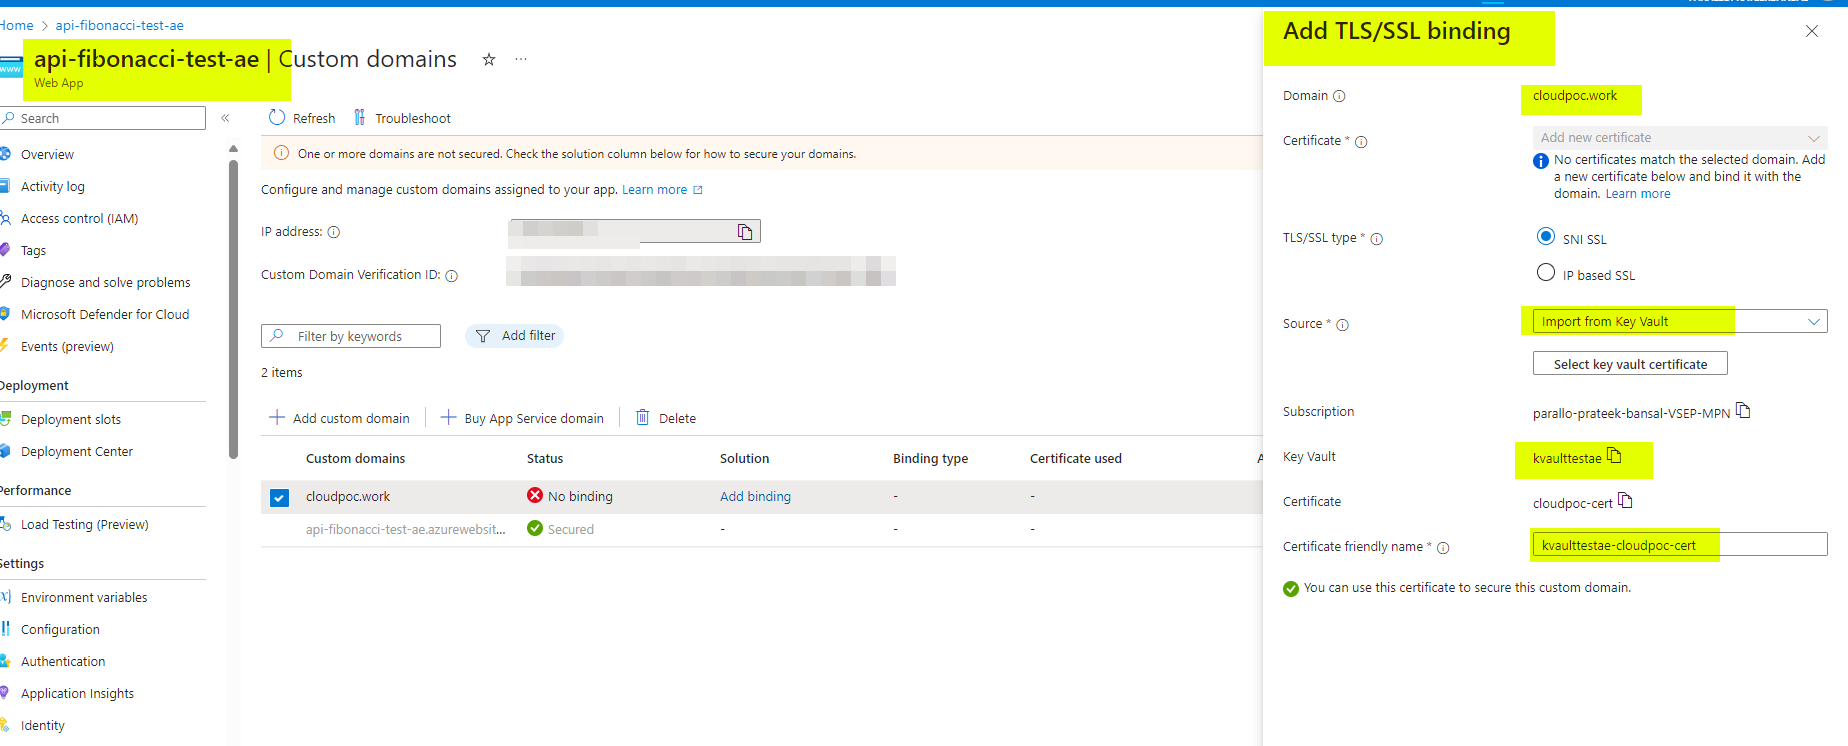 Home > api-fibonacci-test-ae
api-fibonacci-test-ae | Custom domains
Web App
Search
Overview
Activity log
Access control (IAM)
Tags
Diagnose and solve problems
Microsoft Defender for Cloud
Events (preview)
Deployment
Deployment slots
Deployment Center
Performance
Load Testing (Preview)
Settings
Environment variables
Configuration
Authentication
Application Insights
Identity
Refresh
Troubleshoot
One or more domains are not secured. Check the solution column below for how to secure your domains.
Configure and manage custom domains assigned to your app. Learn more
IP address:
Custom Domain Verification ID:
Filter by keywords
Add filter
2 items
Add custom domain
Buy App Service domain
Delete
Custom domains Status Solution Binding type Certificate used
cloudpoc.work No binding Add binding - -
api-fibonacci-test-ae.azurewebsit... Secured - - -
Add TLS/SSL binding
Domain cloudpoc.work
Certificate * Add new certificate
No certificates match the selected domain. Add
a new certificate below and bind it with the
domain. Learn more
TLS/SSL type * SNI SSL
IP based SSL
Source * Import from Key Vault
Select key vault certificate
Subscription parallo-prateek-bansal-VSEP-MPN
Key Vault kvaulttestae
Certificate cloudpoc-cert
Certificate friendly name * kvaulttestae-cloudpoc-cert
You can use this certificate to secure this custom domain.